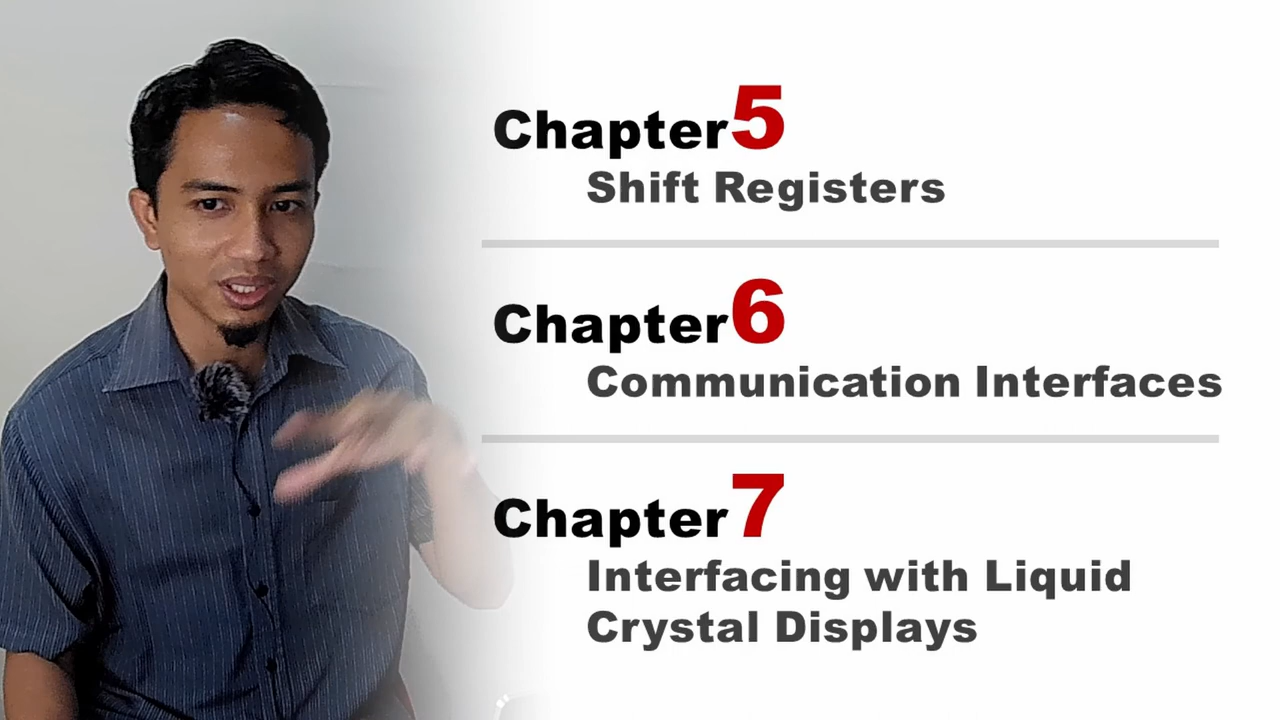 Chapter5
Shift Registers
Chapter6
Communication Interfaces
Chapter7
Interfacing with Liquid
Crystal Displays